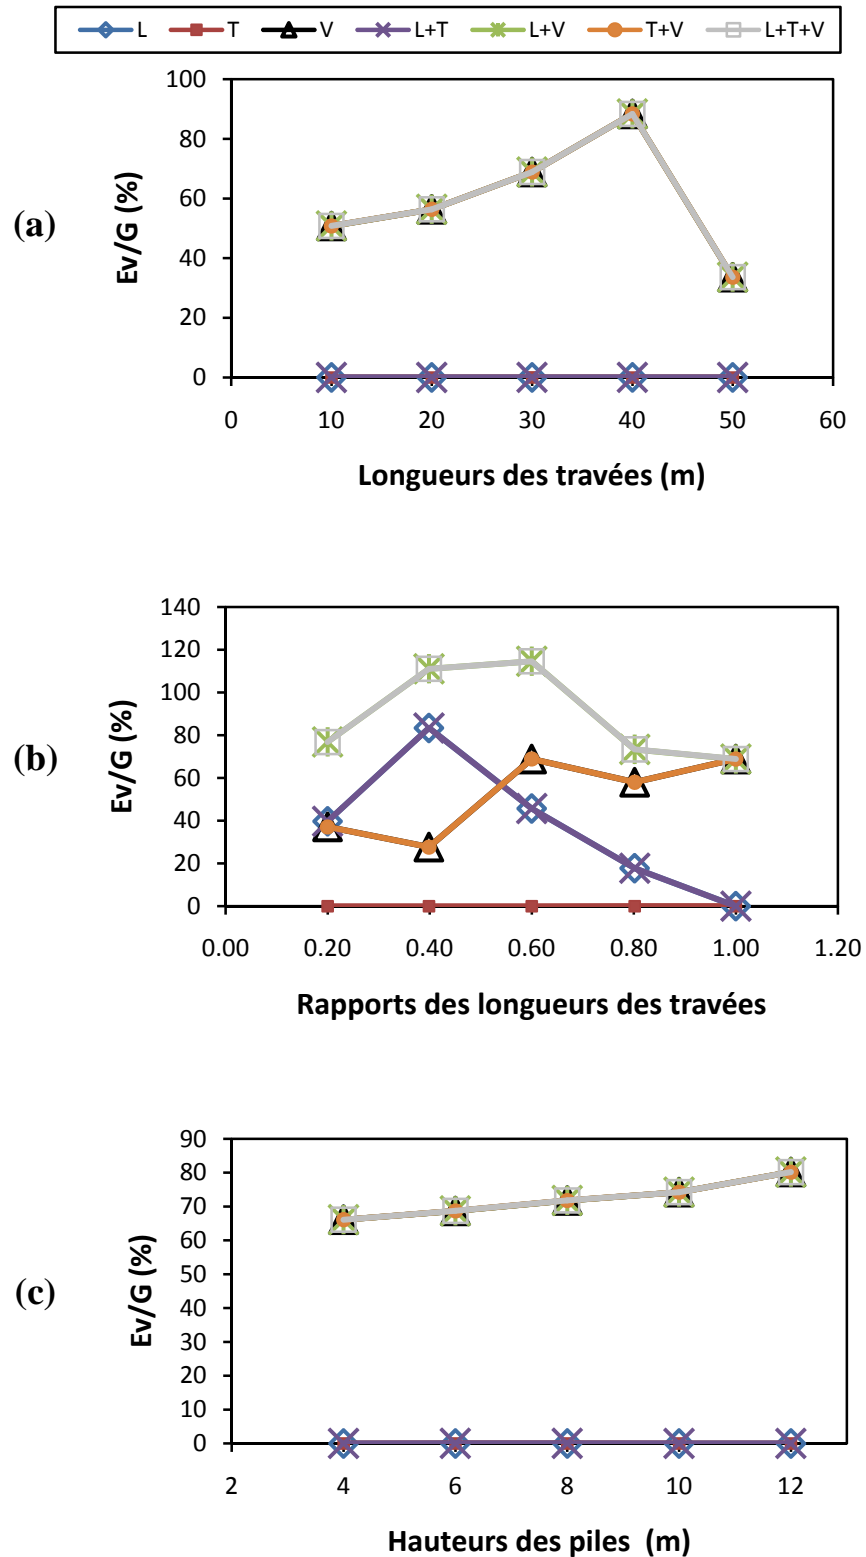 L T V L+T L+V T+V L+T+V
(a)
Ev/G (%)
100
80
60
40
20
0
0 10 20 30 40 50 60
Longueurs des travées (m)
(b)
Ev/G (%)
140
120
100
80
60
40
20
0
0.00 0.20 0.40 0.60 0.80 1.00 1.20
Rapports des longueurs des travées
(c)
Ev/G (%)
90
80
70
60
50
40
30
20
10
0
2 4 6 8 10 12
Hauteurs des piles (m)